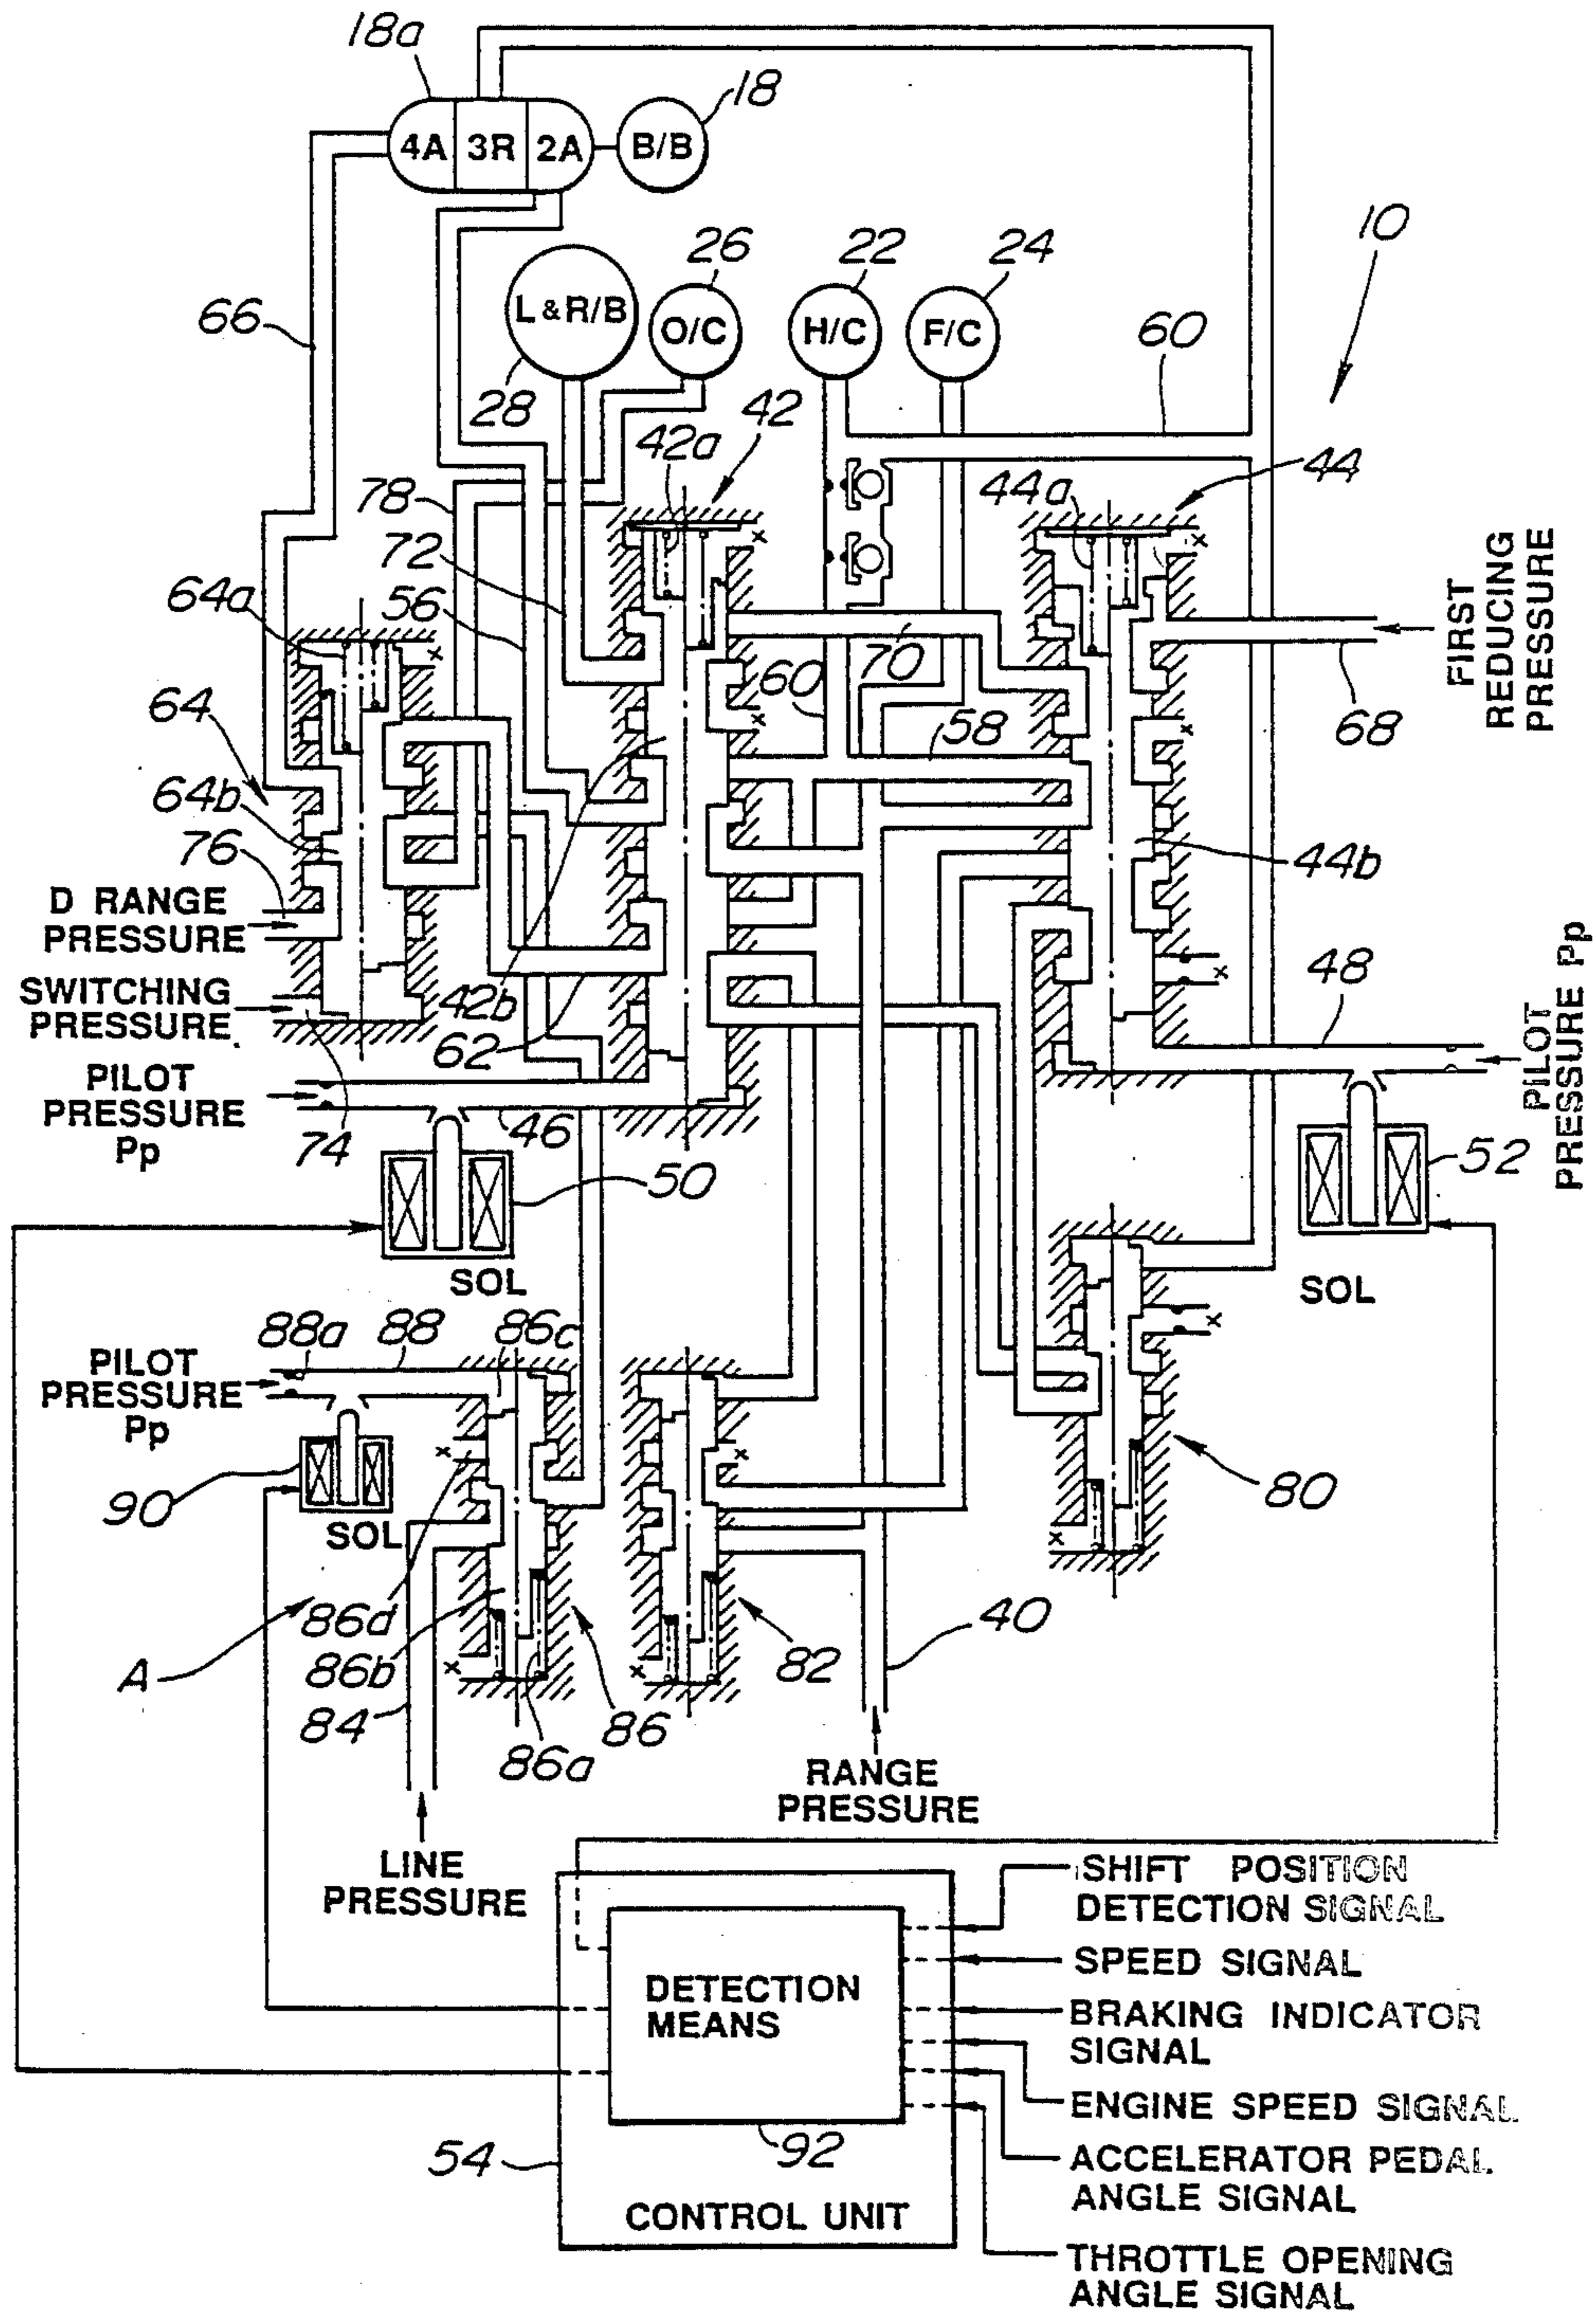 18a
18
4A 3R 2A B/B
10
26 22 24
66
L & R/B O/C H/C F/C
60
28
42
42a
44
44a
78
72
56
64a
FIRST
REDUCING
PRESSURE
70
60
68
64
58
64b
76
44b
D RANGE
PRESSURE
48
SWITCHING
PRESSURE
42b
62
PILOT
PRESSURE
Pp
PILOT
PRESSURE Pp
74
46
50
52
SOL
SOL
88a 88 86c
PILOT
PRESSURE
Pp
90
80
SOL
86d
A
86b
82
40
84
86
86a
RANGE
PRESSURE
LINE
PRESSURE
SHIFT POSITION
DETECTION SIGNAL
DETECTION
MEANS
SPEED SIGNAL
BRAKING INDICATOR
SIGNAL
ENGINE SPEED SIGNAL
54
92
ACCELERATOR PEDAL
ANGLE SIGNAL
CONTROL UNIT
THROTTLE OPENING
ANGLE SIGNAL